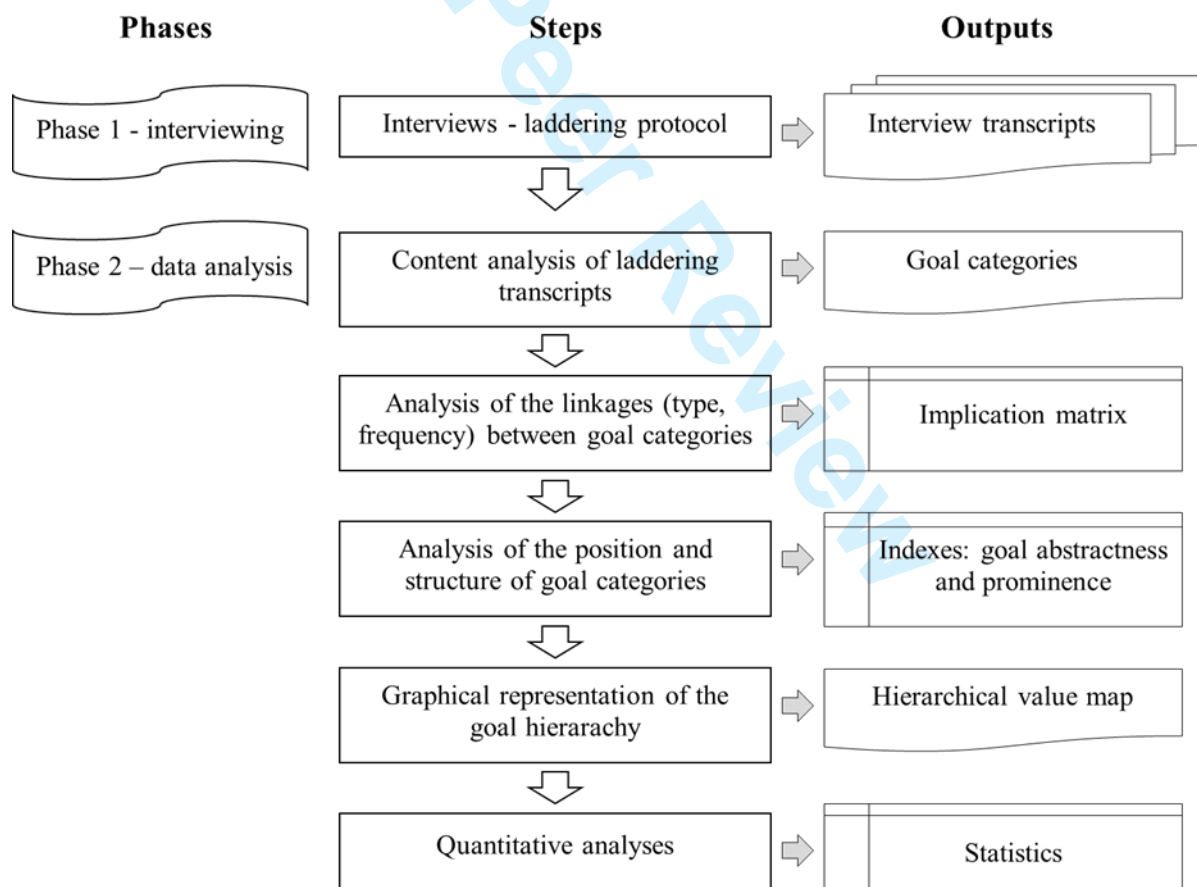 Phases
Steps
Outputs
Phase 1 - interviewing
Interviews - laddering protocol
Interview transcripts
Phase 2 – data analysis
Content analysis of laddering
transcripts
Goal categories
Analysis of the linkages (type,
frequency) between goal categories
Implication matrix
Analysis of the position and
structure of goal categories
Indexes: goal abstractness
and prominence
Graphical representation of the
goal hierarachy
Hierarchical value map
Quantitative analyses
Statistics
Peer Review